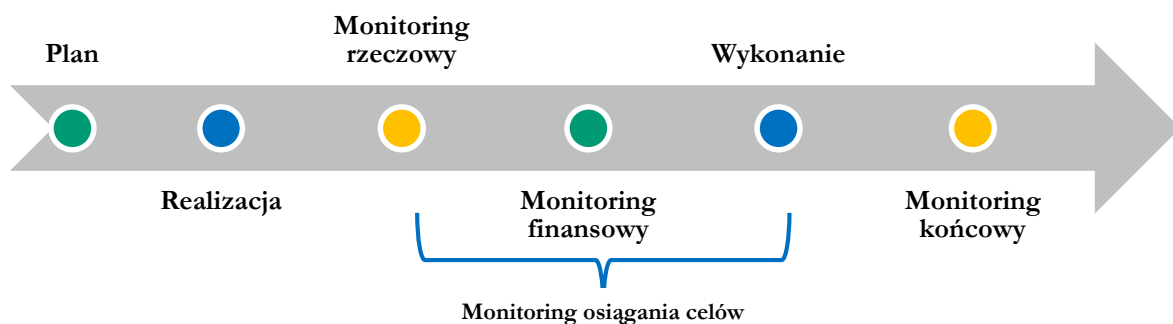 Plan
Realizacja
Monitoring
rzeczowy
Monitoring
finansowy
Wykonanie
Monitoring
końcowy
Monitoring osiągania celów